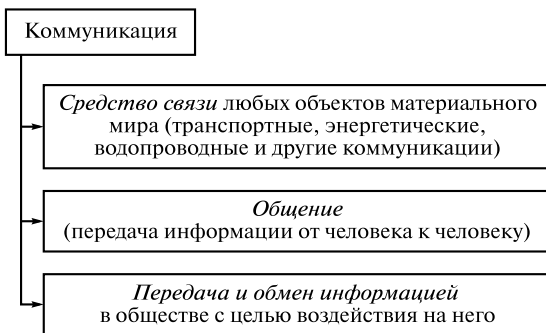 Коммуникация
Средство связи любых объектов материального
мира (транспортные, энергетические,
водопроводные и другие коммуникации)
Общение
(передача информации от человека к человеку)
Передача и обмен информацией
в обществе с целью воздействия на него